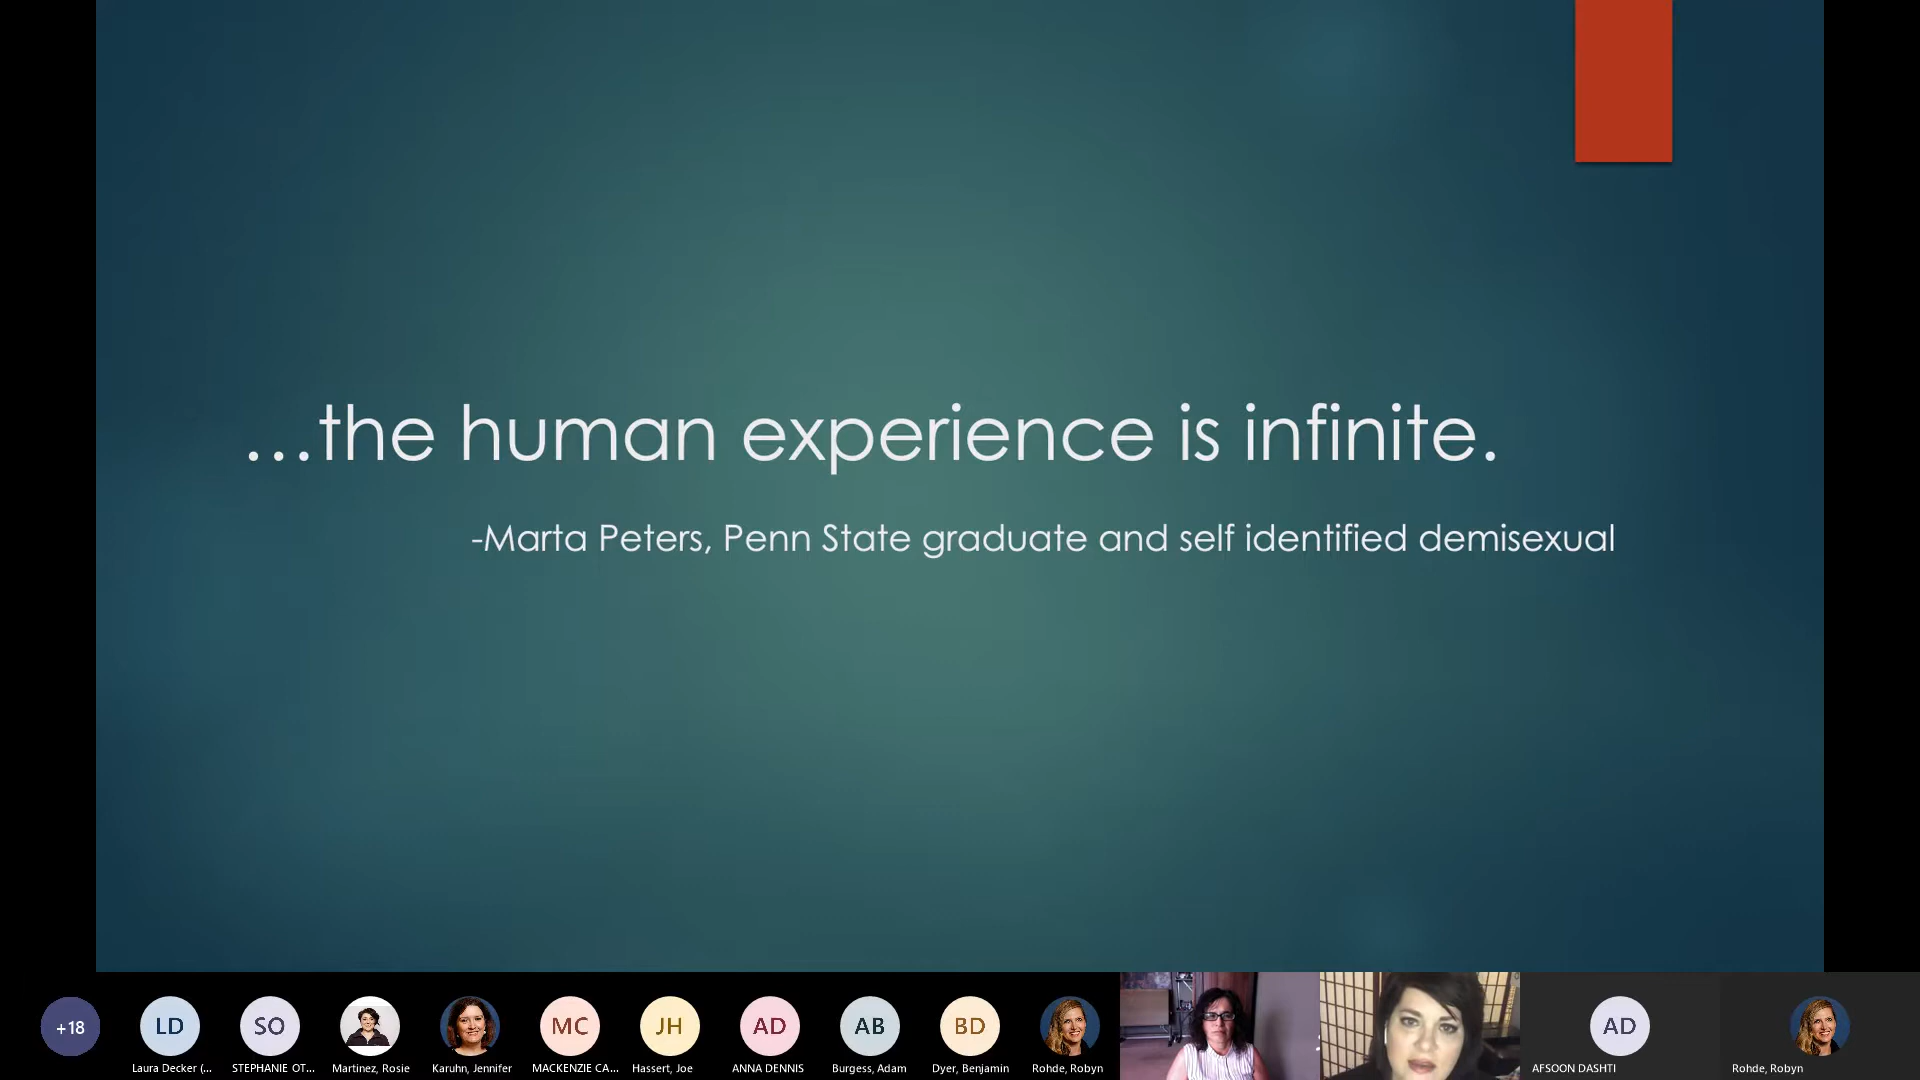 ...the human experience is infinite.
-Marta Peters, Penn State graduate and self identified demisexual
+18
LD
SO
MC
JH
AD
AB
BD
AD
Laura Decker (...
STEPHANIE OT...
Martinez, Rosie
Karuhn, Jennifer
MACKENZIE CA...
Hassert, Joe
ANNA DENNIS
Burgess, Adam
Dyer, Benjamin
Rohde, Robyn
AFSOON DASHTI
Rohde, Robyn